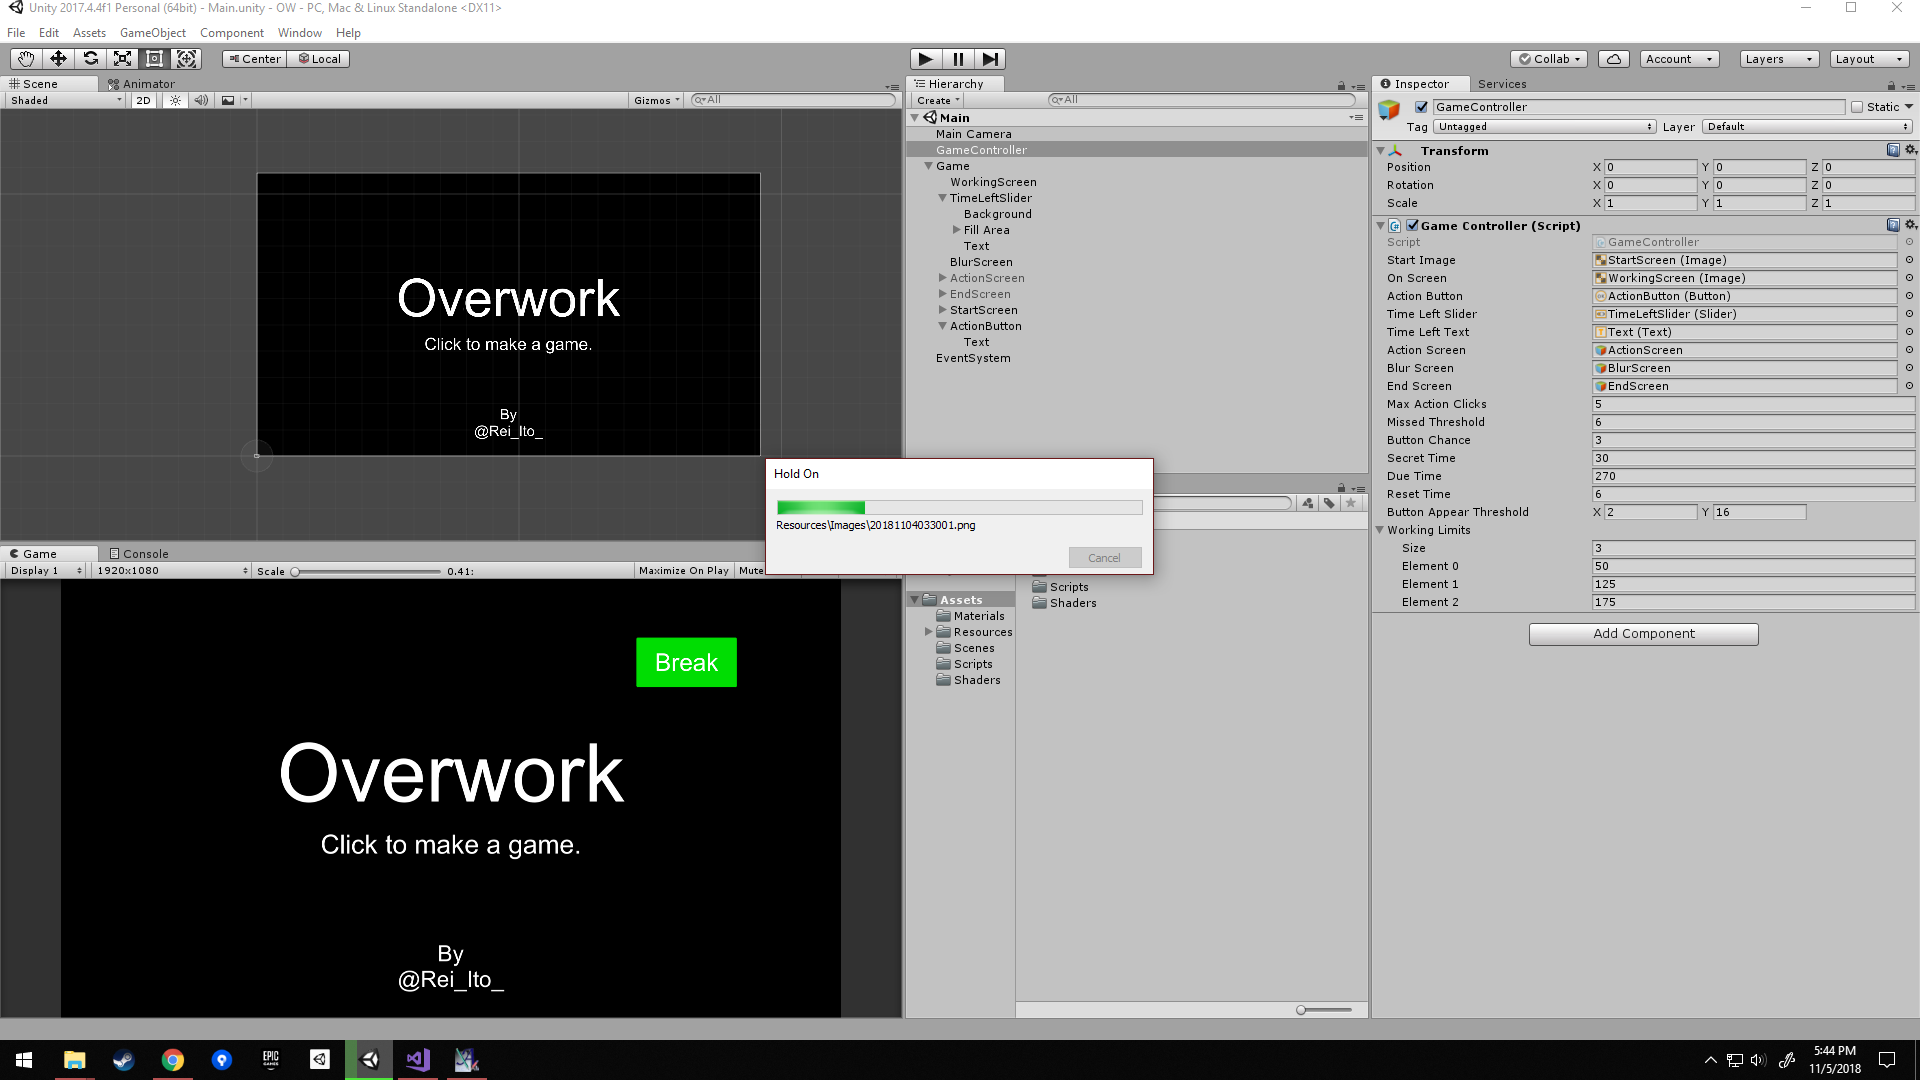 Unity 2017.4.4f1 Personal (64bit) - Main.unity - OW - PC, Mac & Linux Standalone <DX11>
File Edit Assets GameObject Component Window Help
Center Local
Collab Account Layers Layout
Scene Animator
Shaded 2D Gizmos All
Overwork
Click to make a game.
By
@Rei_Ito_
Game Console
Display 1 1920x1080 Scale 0.41: Maximize On Play Mute
Break
Overwork
Click to make a game.
By
@Rei_Ito_
Hierarchy
Create All
Main
Main Camera
GameController
Game
WorkingScreen
TimeLeftSlider
Background
Fill Area
Text
BlurScreen
ActionScreen
EndScreen
StartScreen
ActionButton
Text
EventSystem
Hold On
Resources\Images\20181104033001.png
Cancel
Assets
Materials
Resources
Scenes
Scripts
Shaders
Scripts
Shaders
Inspector Services
GameController Static
Tag Untagged Layer Default
Transform
Position X 0 Y 0 Z 0
Rotation X 0 Y 0 Z 0
Scale X 1 Y 1 Z 1
Game Controller (Script)
Script GameController
Start Image StartScreen (Image)
On Screen WorkingScreen (Image)
Action Button ActionButton (Button)
Time Left Slider TimeLeftSlider (Slider)
Time Left Text Text (Text)
Action Screen ActionScreen
Blur Screen BlurScreen
End Screen EndScreen
Max Action Clicks 5
Missed Threshold 6
Button Chance 3
Secret Time 30
Due Time 270
Reset Time 6
Button Appear Threshold X 2 Y 16
Working Limits
Size 3
Element 0 50
Element 1 125
Element 2 175
Add Component
EPIC
GAMES
5:44 PM
11/5/2018